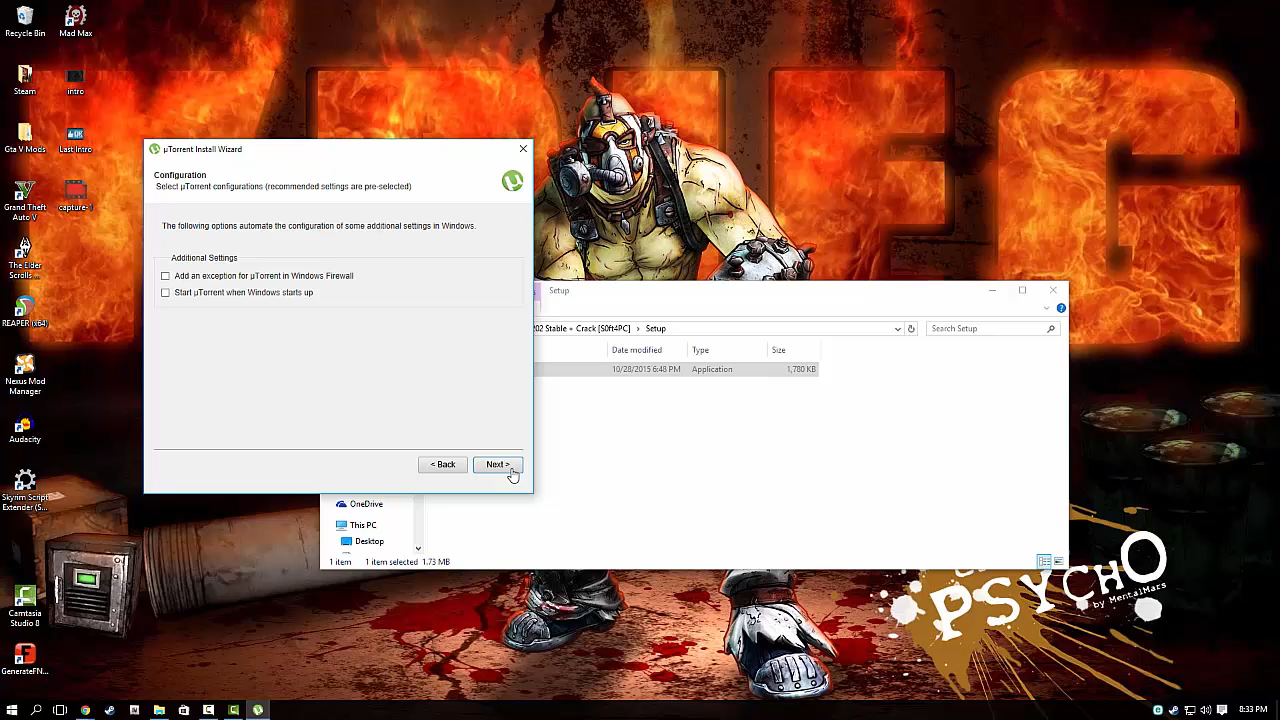 Recycle Bin
Mad Max
Steam
intro
Gta V Mods
Last Intro
Grand Theft
Auto V
capture-1
The Elder
Scrolls ...
REAPER (x64)
Nexus Mod
Manager
Audacity
Skyrim Script
Extender (S...
Camtasia
Studio 8
GenerateFN...
µTorrent Install Wizard
Configuration
Select µTorrent configurations (recommended settings are pre-selected)
The following options automate the configuration of some additional settings in Windows.
Additional Settings
Add an exception for µTorrent in Windows Firewall
Start µTorrent when Windows starts up
< Back
Next >
Setup
202 Stable + Crack [S0ft4PC] > Setup
Search Setup
Date modified
Type
Size
10/28/2015 6:48 PM
Application
1,780 KB
OneDrive
This PC
Desktop
1 item
1 item selected
1.73 MB
PSYCHO
by MentalMars
8:33 PM